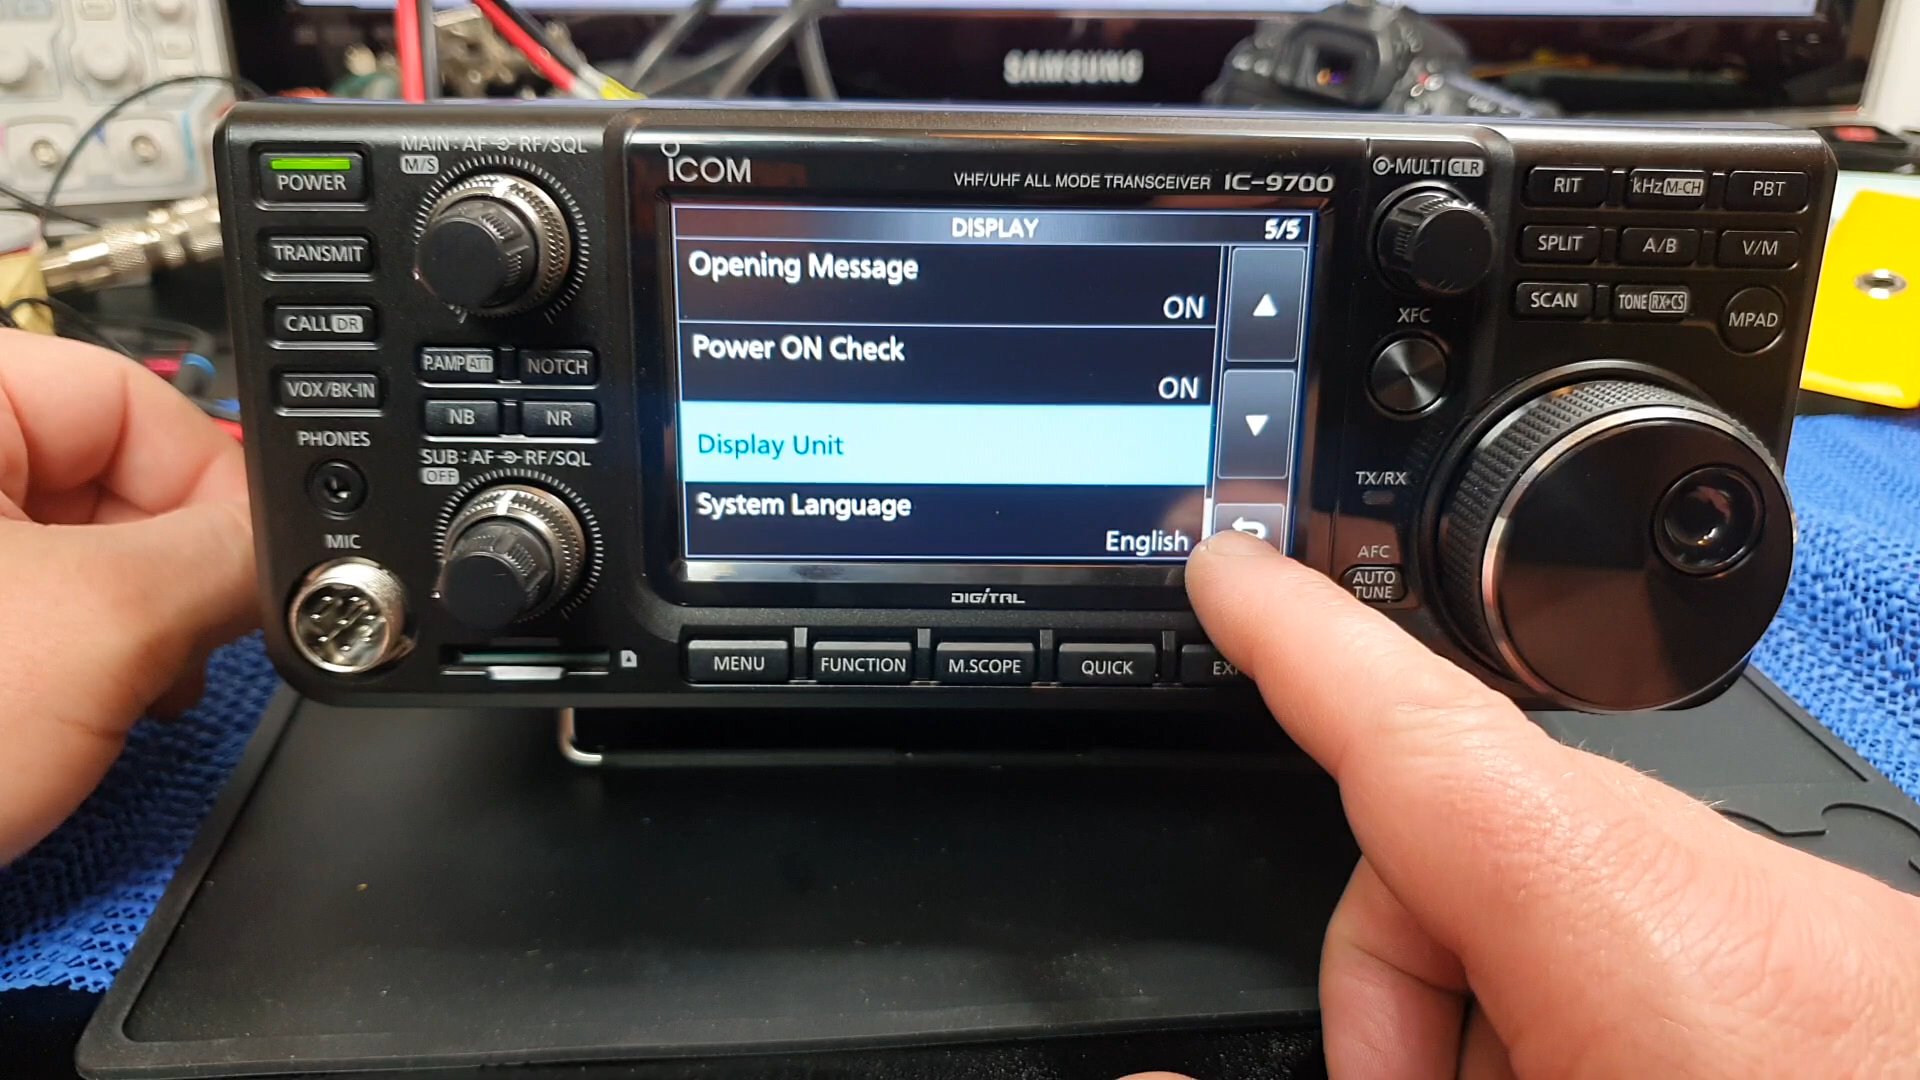 SAMSUNG
MAIN: AF RF/SQL
M/S
POWER
TRANSMIT
CALL DR
VOX/BK-IN
PHONES
MIC
P.AMP ATT NOTCH
NB NR
SUB: AF RF/SQL
OFF
ICOM
VHF/UHF ALL MODE TRANSCEIVER IC-9700
DISPLAY 5/5
Opening Message
ON
Power ON Check
ON
Display Unit
System Language
English
DIGITAL
MENU FUNCTION M.SCOPE QUICK
MULTI CLR
XFC
TX/RX
AFC
AUTO
TUNE
RIT kHz M-CH PBT
SPLIT A/B V/M
SCAN TONE RX→CS MPAD